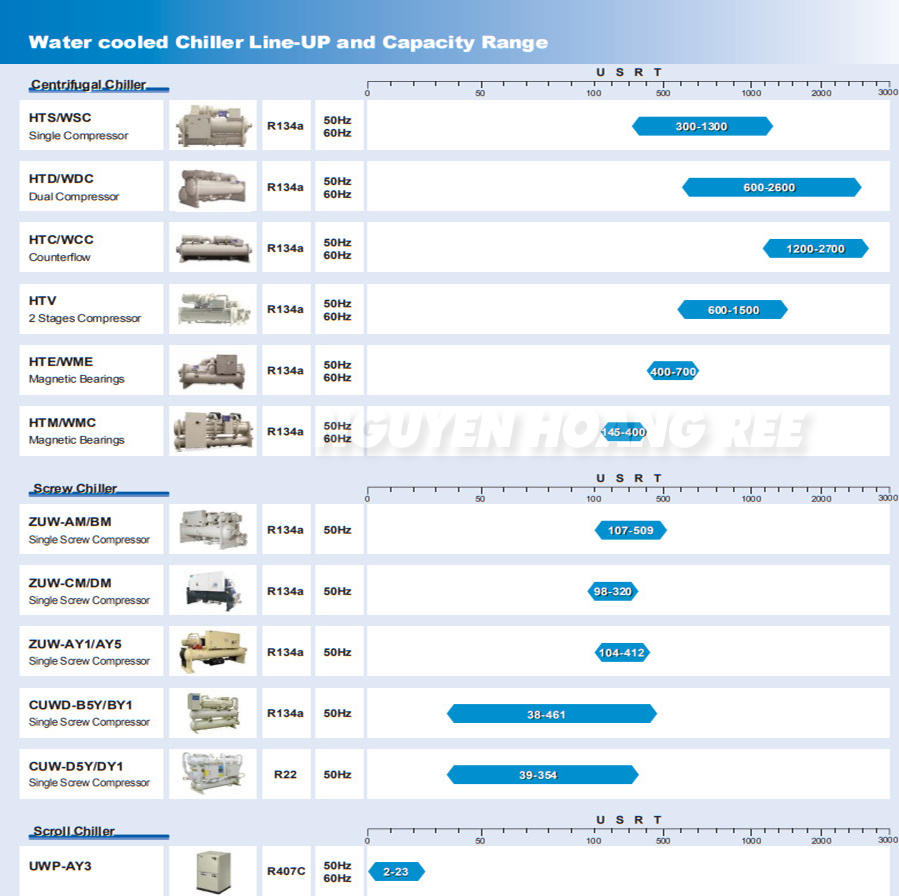 Water cooled Chiller Line-UP and Capacity Range
Centrifugal Chiller
U S R T
0 50 100 500 1000 2000 3000
HTS/WSC
Single Compressor
R134a
50Hz
60Hz
300-1300
HTD/WDC
Dual Compressor
R134a
50Hz
60Hz
600-2600
HTC/WCC
Counterflow
R134a
50Hz
60Hz
1200-2700
HTV
2 Stages Compressor
R134a
50Hz
60Hz
600-1500
HTE/WME
Magnetic Bearings
R134a
50Hz
60Hz
400-700
HTM/WMC
Magnetic Bearings
R134a
50Hz
60Hz
145-400
NGUYEN HOANG REE
Screw Chiller
U S R T
0 50 100 500 1000 2000 3000
ZUW-AM/BM
Single Screw Compressor
R134a
50Hz
107-509
ZUW-CM/DM
Single Screw Compressor
R134a
50Hz
98-320
ZUW-AY1/AY5
Single Screw Compressor
R134a
50Hz
104-412
CUWD-B5Y/BY1
Single Screw Compressor
R134a
50Hz
38-461
CUW-D5Y/DY1
Single Screw Compressor
R22
50Hz
39-354
Scroll Chiller
U S R T
0 50 100 500 1000 2000 3000
UWP-AY3
R407C
50Hz
60Hz
2-23